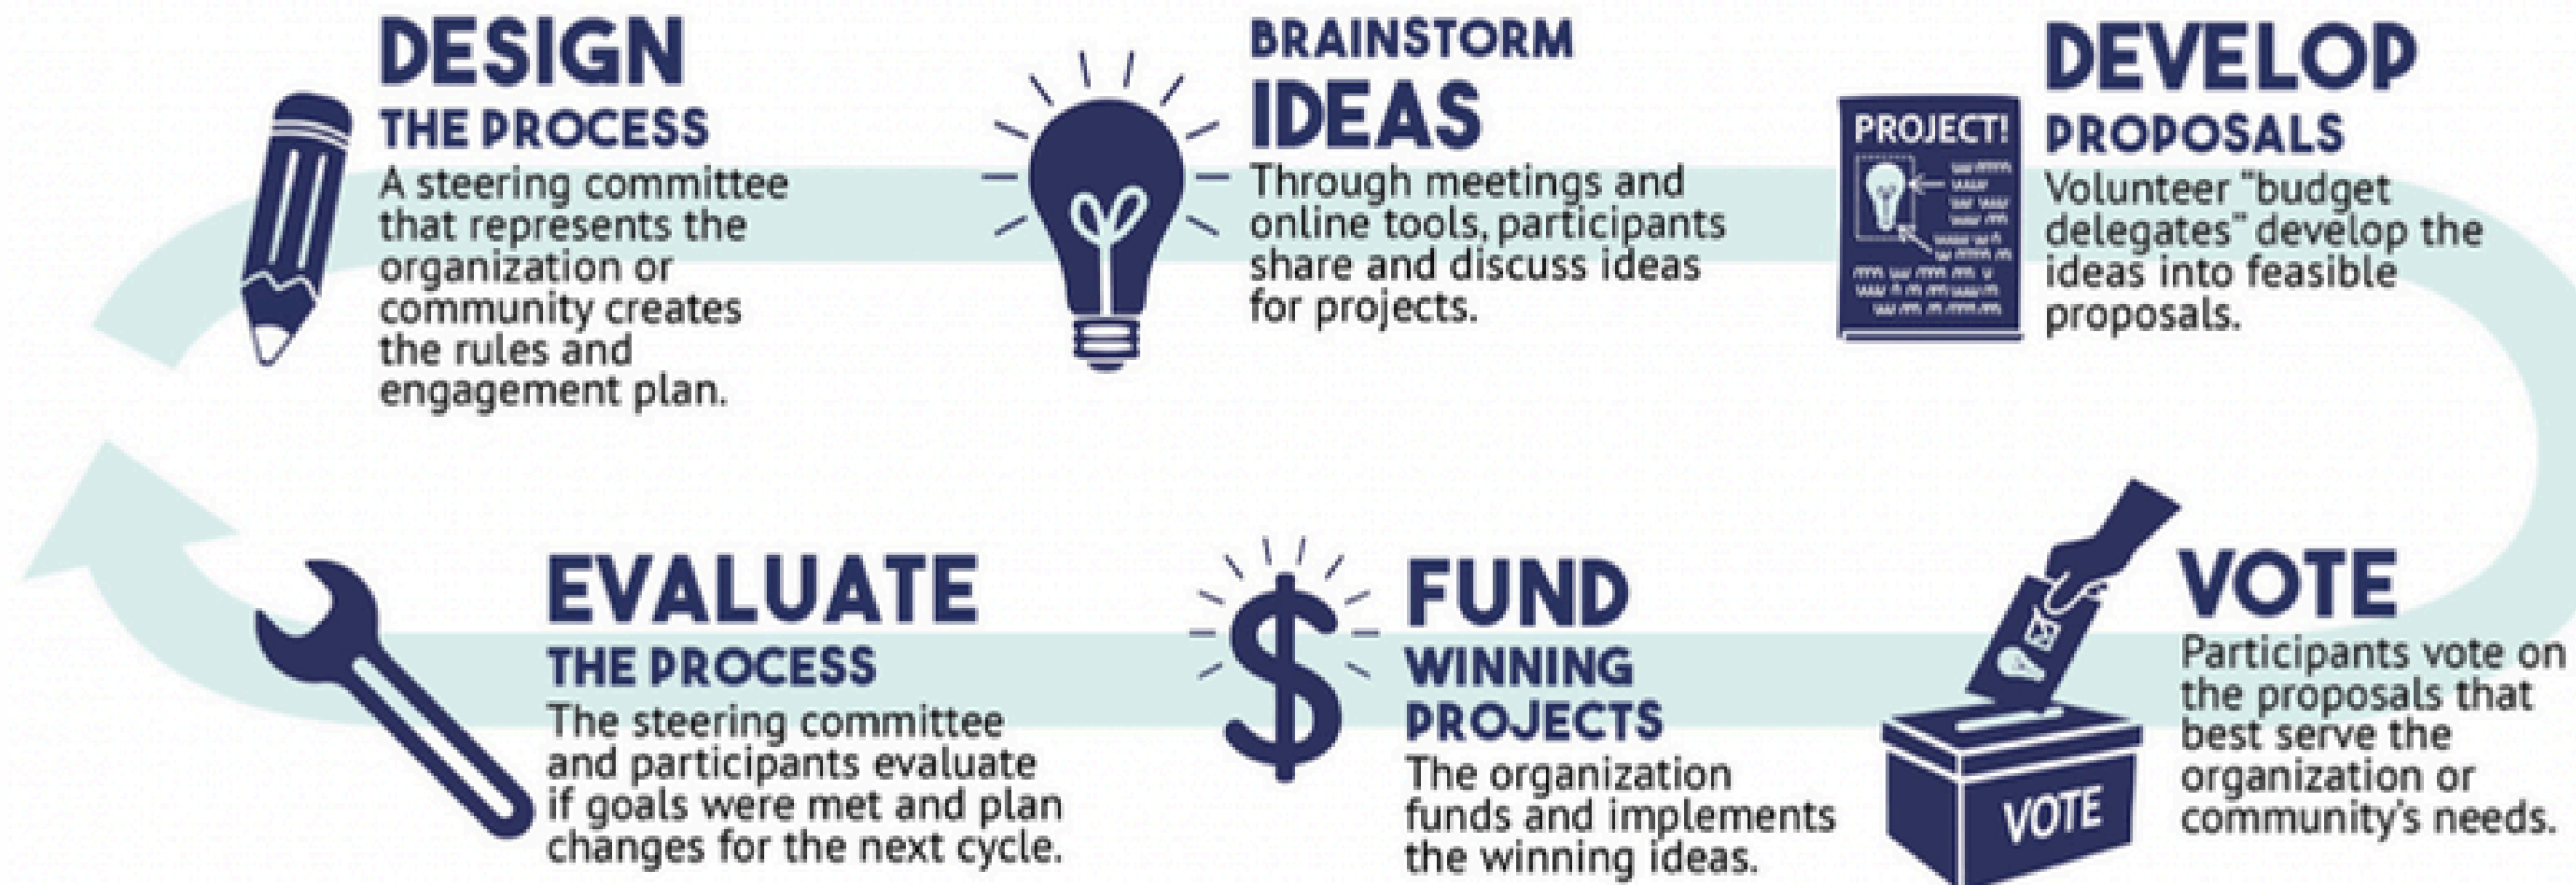 DESIGN
THE PROCESS
A steering committee
that represents the
organization or
community creates
the rules and
engagement plan.
BRAINSTORM
IDEAS
Through meetings and
online tools, participants
share and discuss ideas
for projects.
PROJECT!
DEVELOP
PROPOSALS
Volunteer "budget
delegates" develop the
ideas into feasible
proposals.
EVALUATE
THE PROCESS
The steering committee
and participants evaluate
if goals were met and plan
changes for the next cycle.
FUND
WINNING
PROJECTS
The organization
funds and implements
the winning ideas.
VOTE
VOTE
Participants vote on
the proposals that
best serve the
organization or
community's needs.